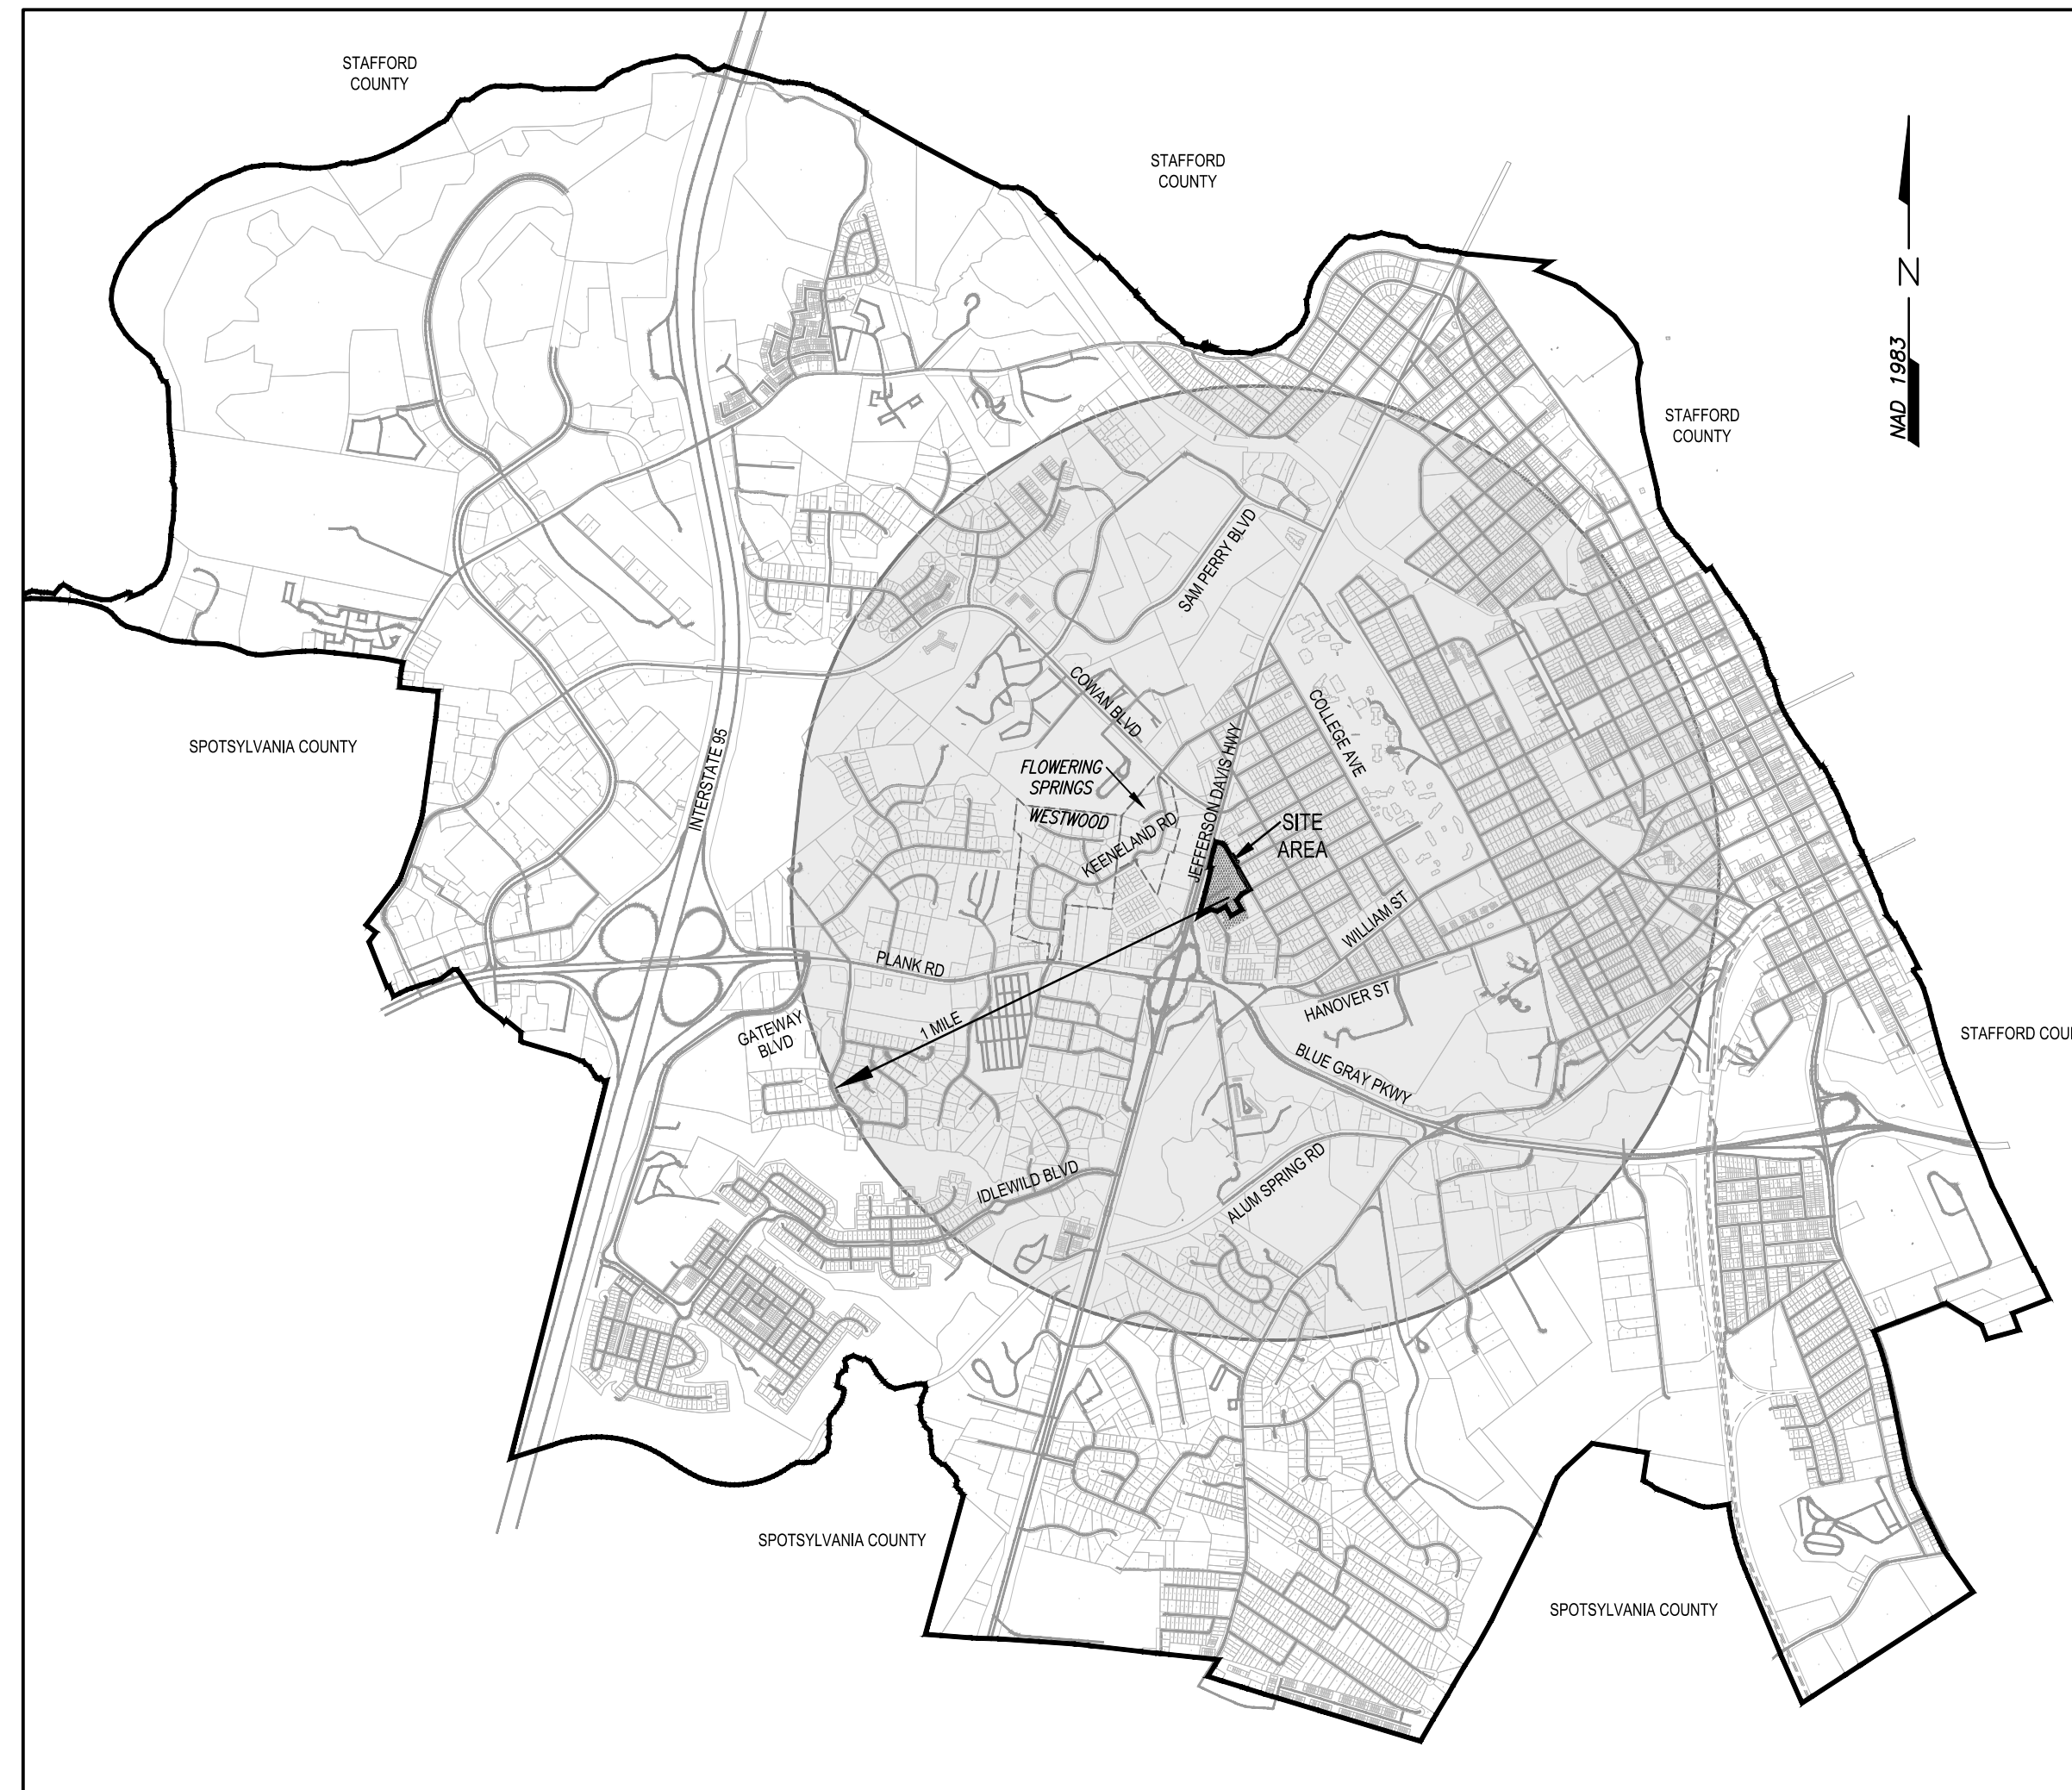 STAFFORD
COUNTY
STAFFORD
COUNTY
NAD 1983
N
STAFFORD
COUNTY
SAM PERRY BLVD
COWAN BLVD
COLLEGE AVE
SPOTSYLVANIA COUNTY
INTERSTATE 95
JEFFERSON DAVIS HWY
FLOWERING
SPRINGS
WESTWOOD
KEENELAND RD
SITE
AREA
WILLIAM ST
PLANK RD
HANOVER ST
1 MILE
GATEWAY
BLVD
STAFFORD COU
BLUE GRAY PKWY
IDLEWILD BLVD
ALUM SPRING RD
SPOTSYLVANIA COUNTY
SPOTSYLVANIA COUNTY